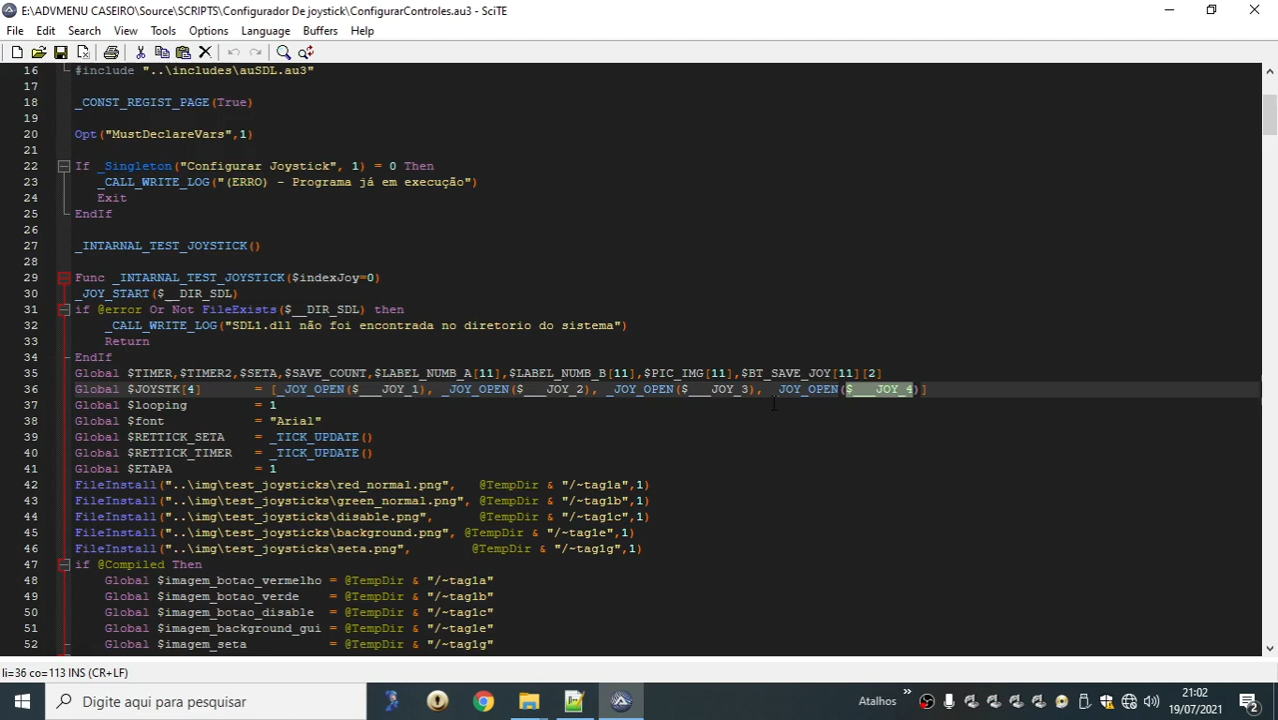 E:\ADVMENU CASEIRO\Source\SCRIPTS\Configurador De joystick\ConfigurarControles.au3 - SciTE
File Edit Search View Tools Options Language Buffers Help
16 #include "..\includes\auSDL.au3"
17
18 _CONST_REGIST_PAGE(True)
19
20 Opt("MustDeclareVars",1)
21
22 If _Singleton("Configurar Joystick", 1) = 0 Then
23 _CALL_WRITE_LOG("(ERRO) - Programa já em execução")
24 Exit
25 EndIf
26
27 _INTARNAL_TEST_JOYSTICK()
28
29 Func _INTARNAL_TEST_JOYSTICK($indexJoy=0)
30 _JOY_START($__DIR_SDL)
31 if @error Or Not FileExists($__DIR_SDL) then
32 _CALL_WRITE_LOG("SDL1.dll não foi encontrada no diretorio do sistema")
33 Return
34 EndIf
35 Global $TIMER,$TIMER2,$SETA,$SAVE_COUNT,$LABEL_NUMB_A[11],$LABEL_NUMB_B[11],$PIC_IMG[11],$BT_SAVE_JOY[11][2]
36 Global $JOYSTK[4] = [_JOY_OPEN($___JOY_1), _JOY_OPEN($___JOY_2), _JOY_OPEN($___JOY_3), _JOY_OPEN($___JOY_4)]
37 Global $looping = 1
38 Global $font = "Arial"
39 Global $RETTICK_SETA = _TICK_UPDATE()
40 Global $RETTICK_TIMER = _TICK_UPDATE()
41 Global $ETAPA = 1
42 FileInstall("..\img\test_joysticks\red_normal.png", @TempDir & "/~tag1a",1)
43 FileInstall("..\img\test_joysticks\green_normal.png", @TempDir & "/~tag1b",1)
44 FileInstall("..\img\test_joysticks\disable.png", @TempDir & "/~tag1c",1)
45 FileInstall("..\img\test_joysticks\background.png", @TempDir & "/~tag1e",1)
46 FileInstall("..\img\test_joysticks\seta.png", @TempDir & "/~tag1g",1)
47 if @Compiled Then
48 Global $imagem_botao_vermelho = @TempDir & "/~tag1a"
49 Global $imagem_botao_verde = @TempDir & "/~tag1b"
50 Global $imagem_botao_disable = @TempDir & "/~tag1c"
51 Global $imagem_background_gui = @TempDir & "/~tag1e"
52 Global $imagem_seta = @TempDir & "/~tag1g"
li=36 co=113 INS (CR+LF)
Digite aqui para pesquisar
Atalhos
21:02
19/07/2021
2